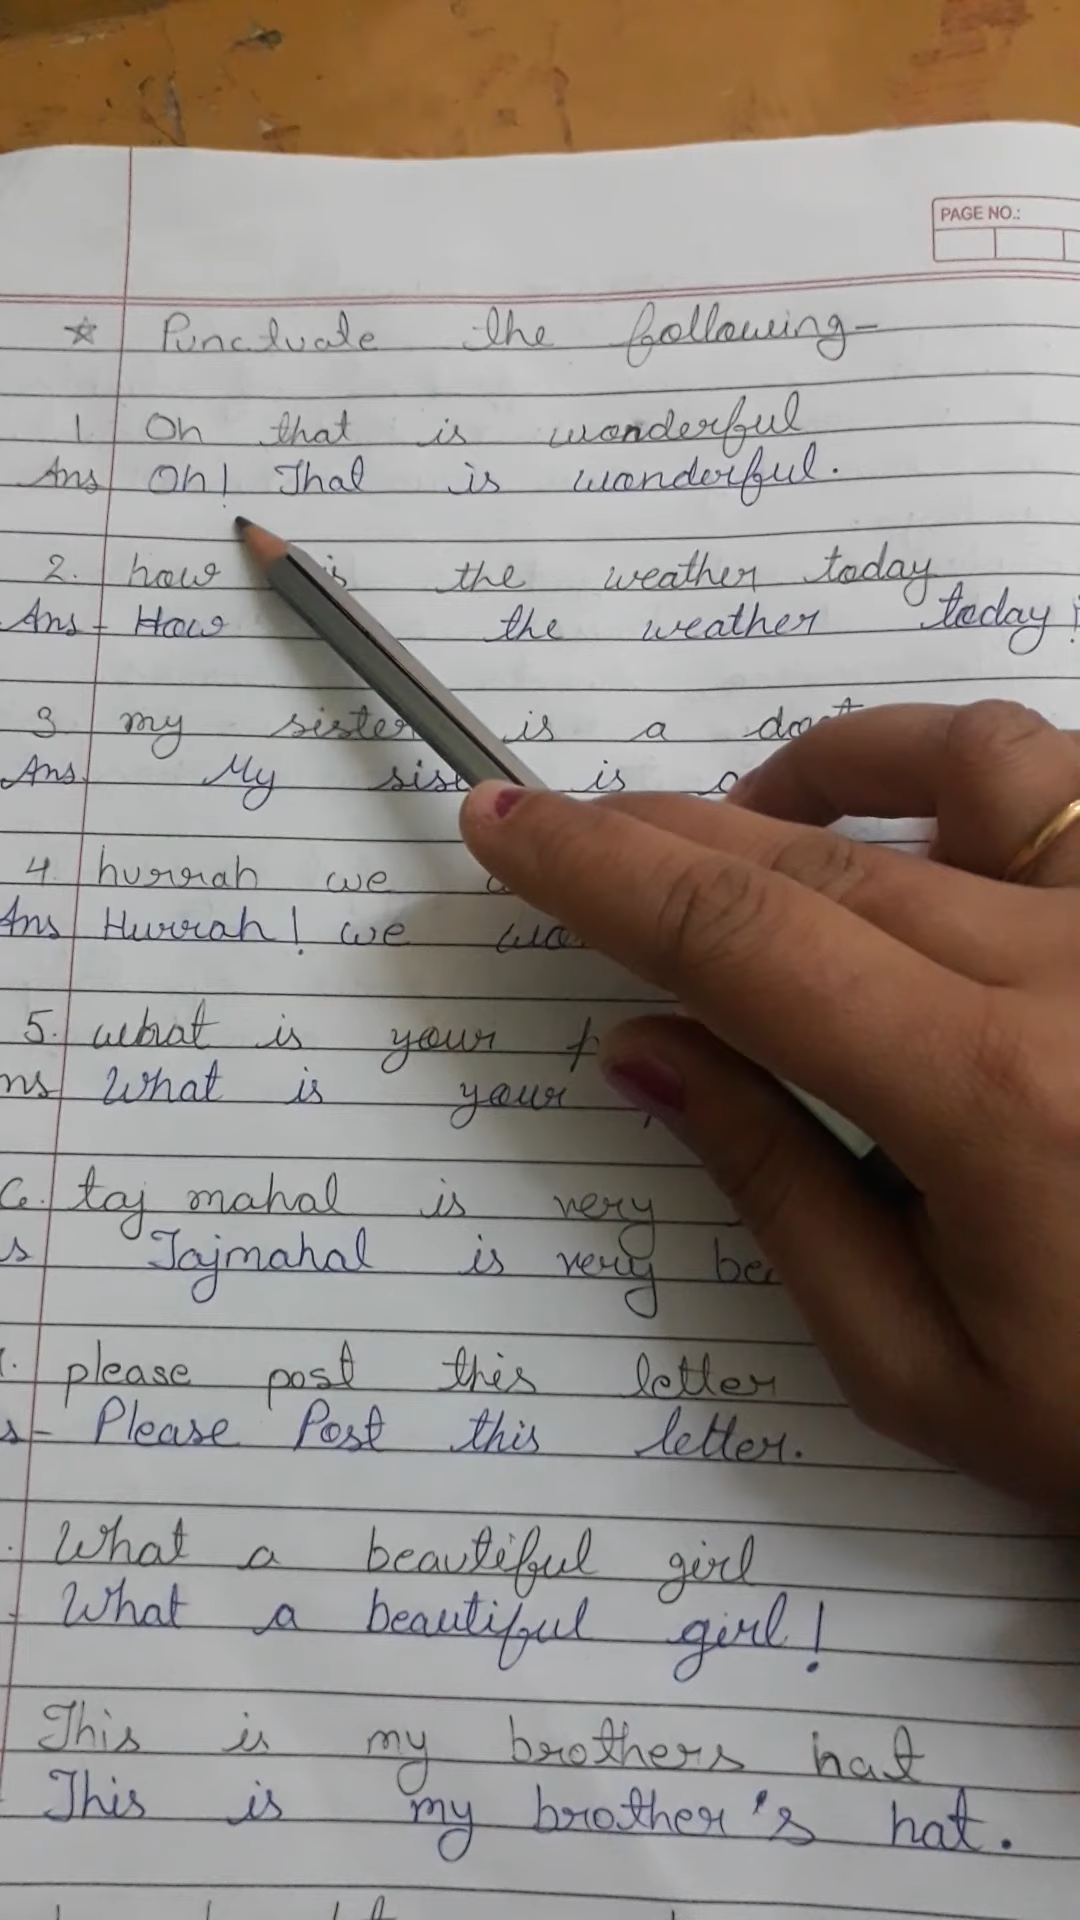 PAGE NO.:
☆ Punctuate the following-
1 Oh that is wonderful
Ans Oh! That is wonderful.
2. how is the weather today
Ans- How the weather today
3 my sister is a
Ans. My is
4. hurrah we
Ans Hurrah! we
5. what is your
ns What is your
6. taj mahal is very
s Tajmahal is very
please post this letter
s- Please Post this letter.
What a beautiful girl
What a beautiful girl!
This is my brothers hat
This is my brother's hat.